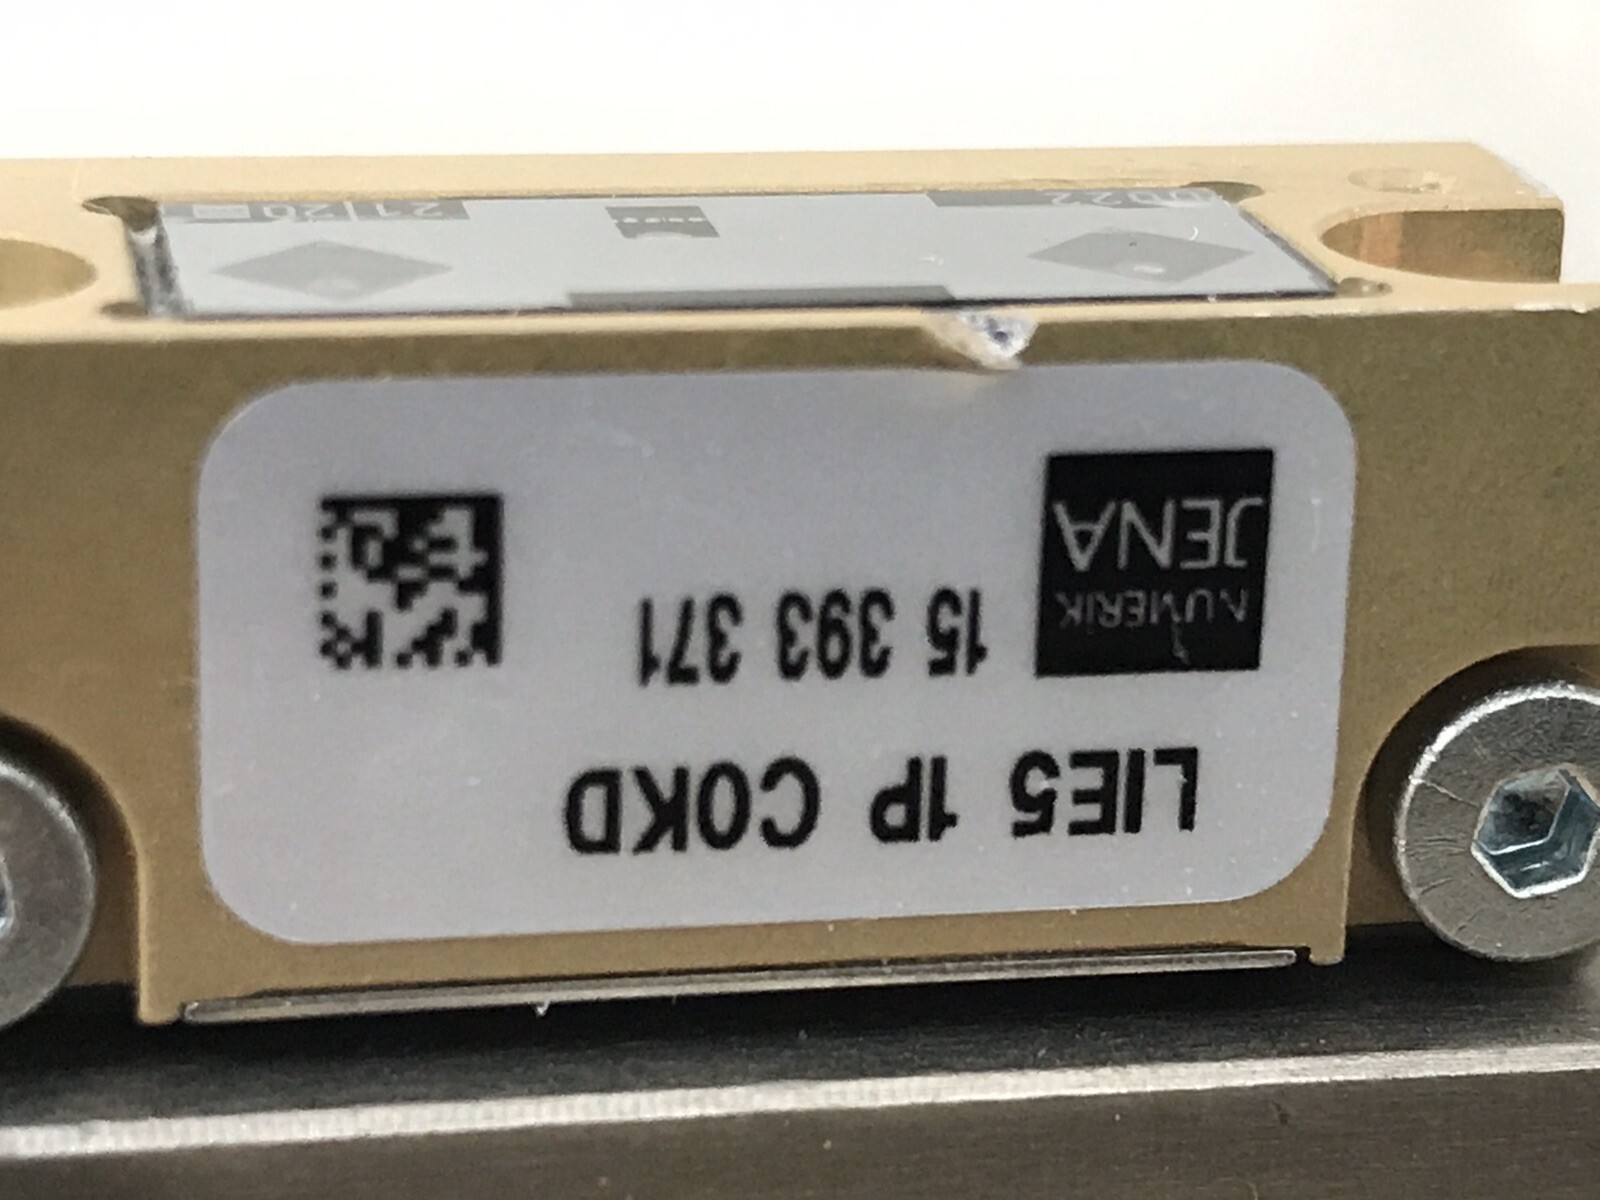 LIE5 1P C0KD
NUMERIK
JENA
15 393 371